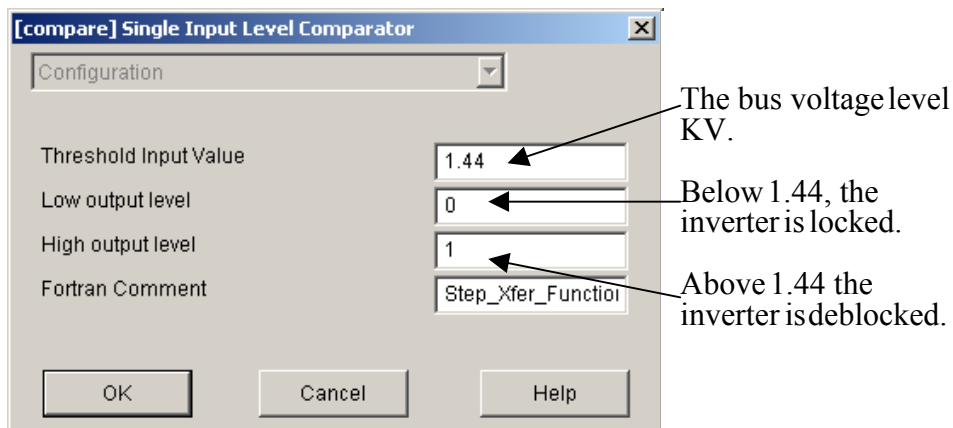 [compare] Single Input Level Comparator
Configuration
Threshold Input Value
1.44
Low output level
0
High output level
1
Fortran Comment
Step_Xfer_Function
OK
Cancel
Help
The bus voltage level
KV.
Below 1.44, the
inverter is locked.
Above 1.44 the
inverter is deblocked.